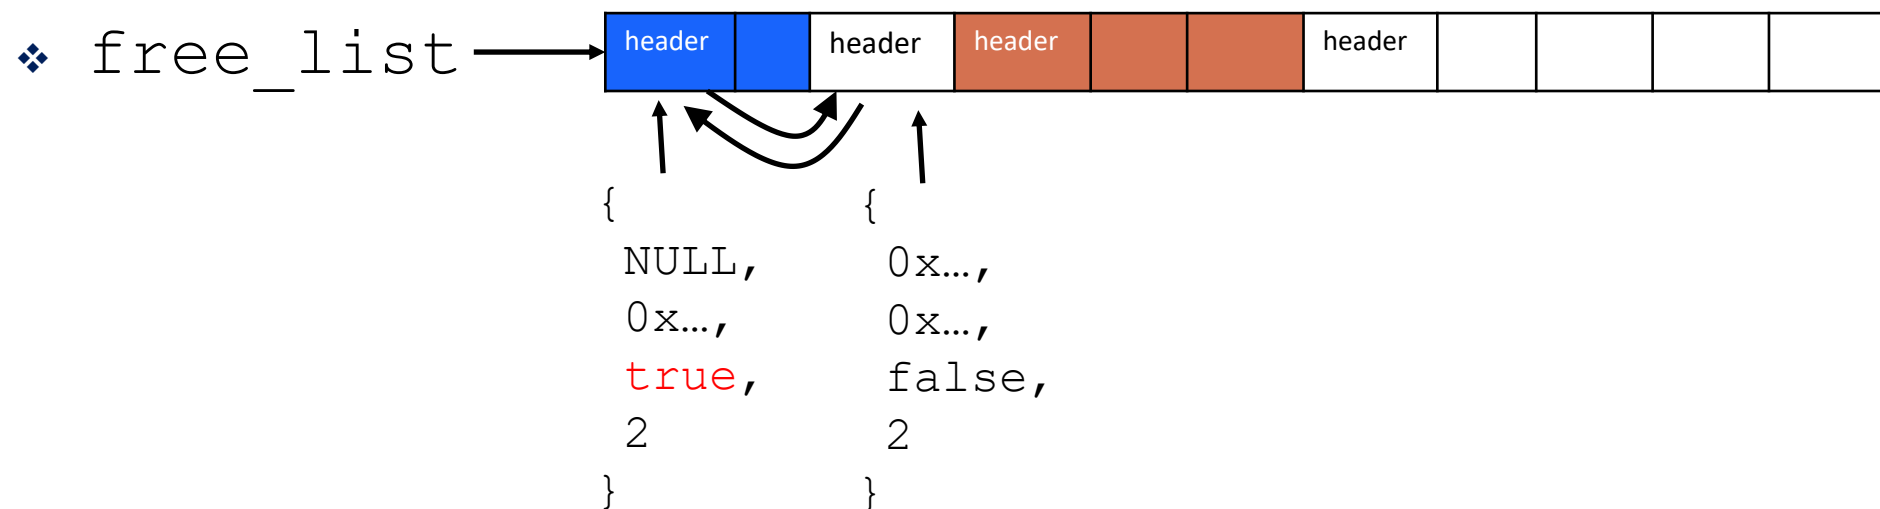 ❖ free_list
header header header header
{
NULL,
0x…,
true,
2
}
{
0x…,
0x…,
false,
2
}